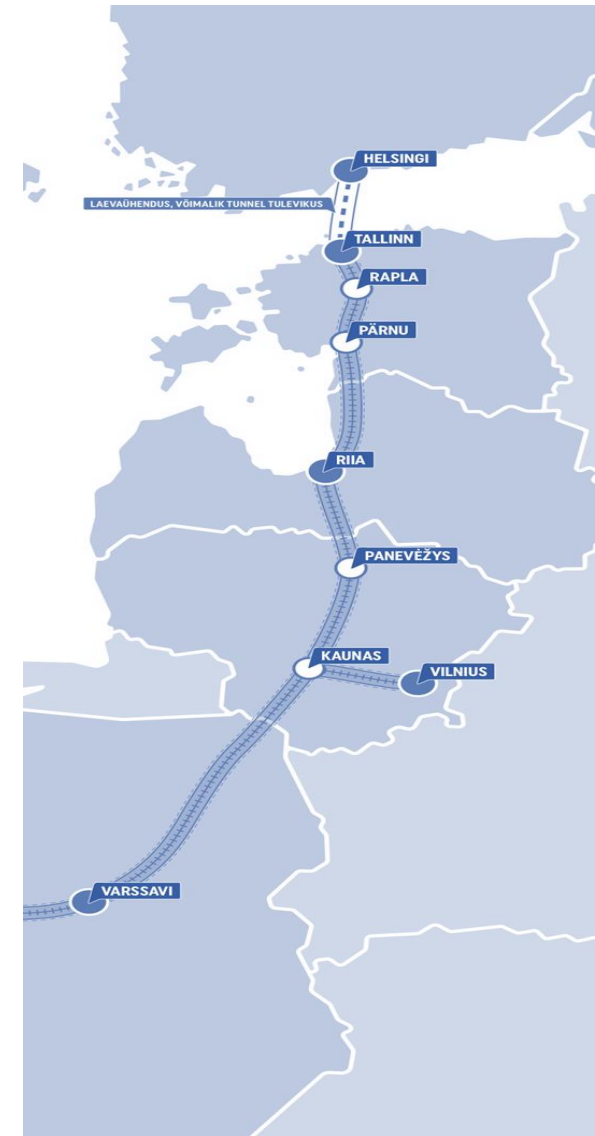 HELSINGI
LAEVAÜHENDUS, VÕIMALIK TUNNEL TULEVIKUS
TALLINN
RAPLA
PÄRNU
RIIA
PANEVĖŽYS
KAUNAS
VILNIUS
VARSSAVI